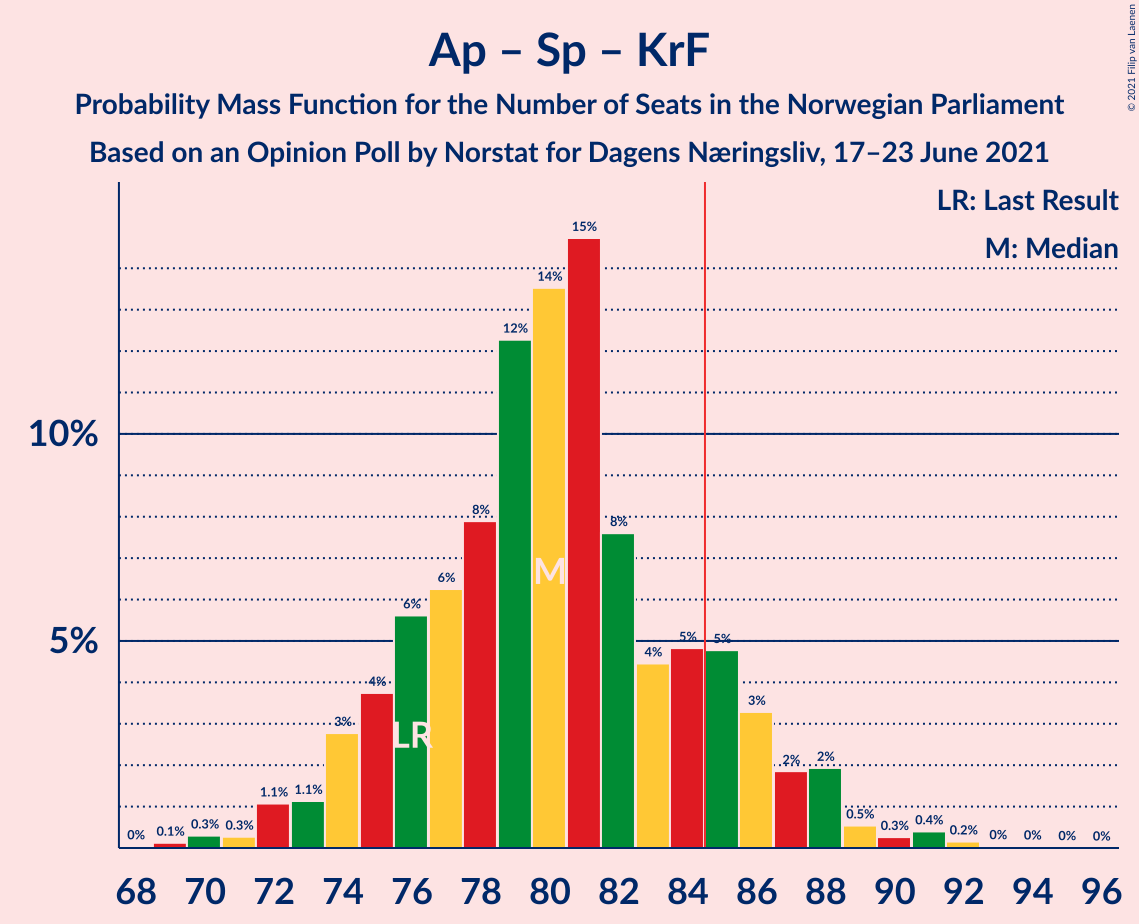 Ap – Sp – KrF
Probability Mass Function for the Number of Seats in the Norwegian Parliament
Based on an Opinion Poll by Norstat for Dagens Næringsliv, 17–23 June 2021
© 2021 Filip van Laenen
LR: Last Result
M: Median
10%
5%
0% 0.1% 0.3% 0.3% 1.1% 1.1% 3% 4% 6% 6% 8% 12% 14% 15% 8% 4% 5% 5% 3% 2% 2% 0.5% 0.3% 0.4% 0.2% 0% 0% 0% 0%
LR
M
68 70 72 74 76 78 80 82 84 86 88 90 92 94 96